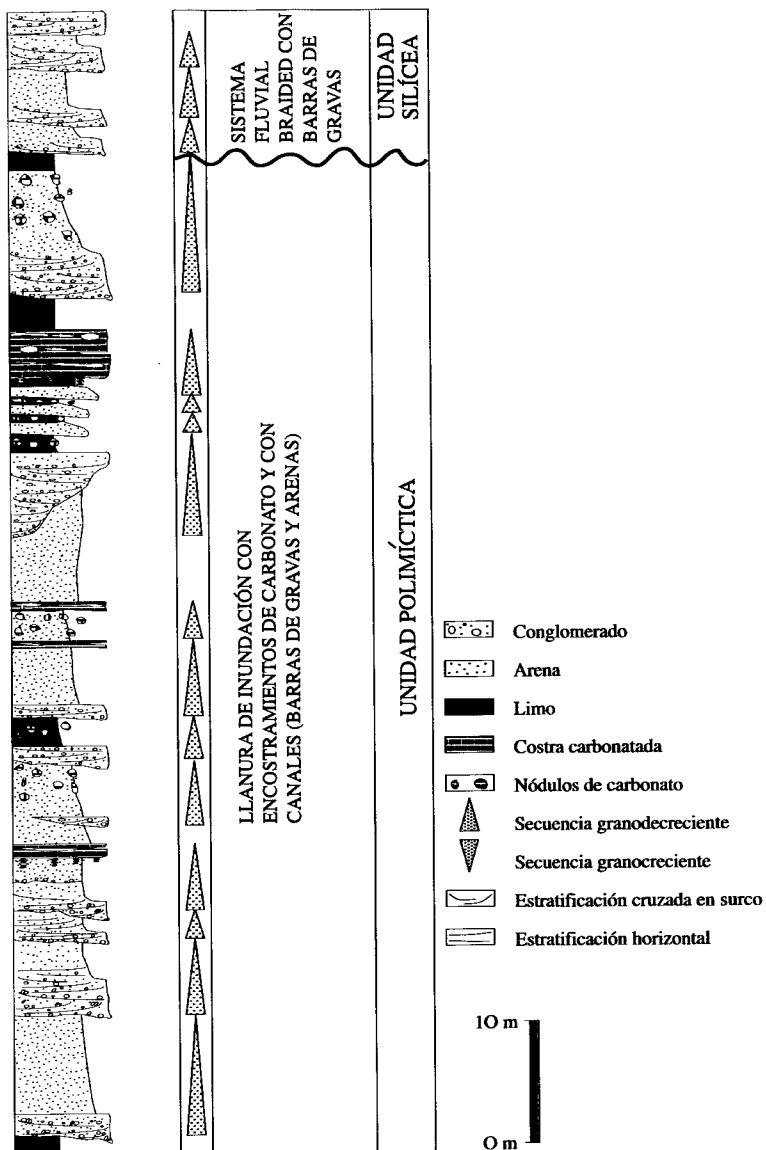 SISTEMA
FLUVIAL
BRAIDED CON
BARRAS DE
GRAVAS
UNIDAD
SILÍCEA
LLANURA DE INUNDACIÓN CON
ENCOSTRAMIENTOS DE CARBONATO Y CON
CANALES (BARRAS DE GRAVAS Y ARENAS)
UNIDAD POLIMÍCTICA
Conglomerado
Arena
Limo
Costra carbonatada
Nódulos de carbonato
Secuencia granodecreciente
Secuencia granocreciente
Estratificación cruzada en surco
Estratificación horizontal
10 m
0 m